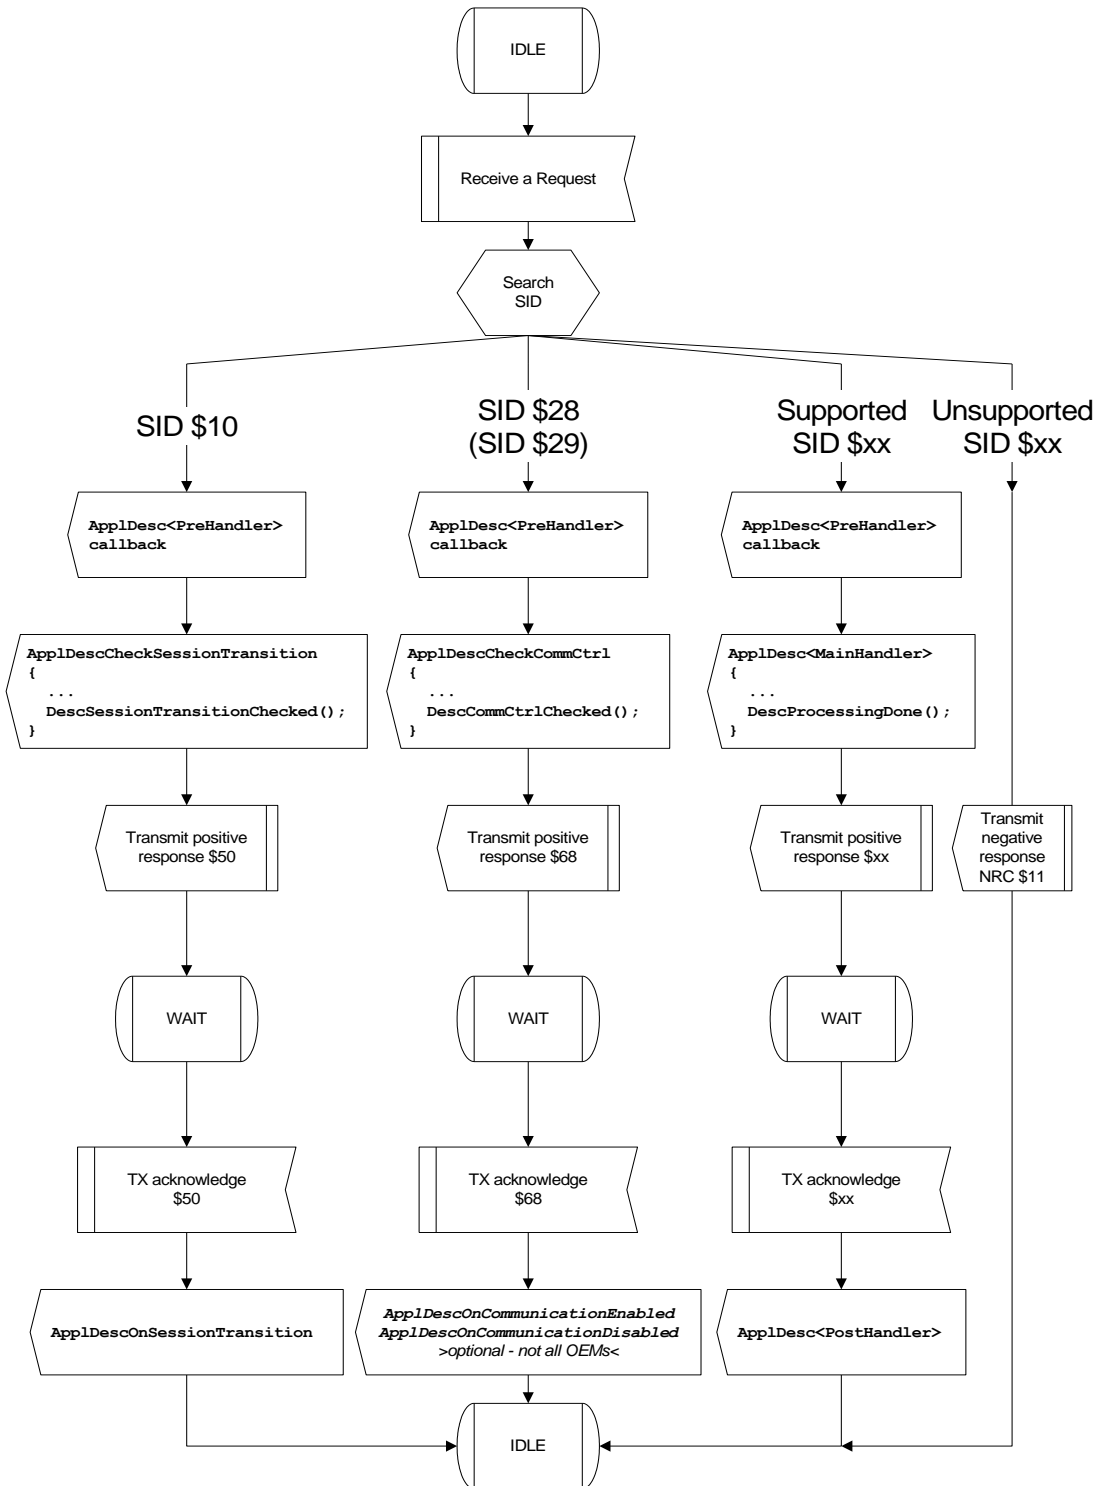 IDLE
Receive a Request
Search
SID
SID $10
SID $28
(SID $29)
Supported
SID $xx
Unsupported
SID $xx
ApplDesc<PreHandler>
callback
ApplDesc<PreHandler>
callback
ApplDesc<PreHandler>
callback
ApplDescCheckSessionTransition
{
...
DescSessionTransitionChecked();
}
ApplDescCheckCommCtrl
{
...
DescCommCtrlChecked();
}
ApplDesc<MainHandler>
{
...
DescProcessingDone();
}
Transmit positive
response $50
Transmit positive
response $68
Transmit positive
response $xx
Transmit
negative
response
NRC $11
WAIT
WAIT
WAIT
TX acknowledge
$50
TX acknowledge
$68
TX acknowledge
$xx
ApplDescOnSessionTransition
ApplDescOnCommunicationEnabled
ApplDescOnCommunicationDisabled
>optional - not all OEMs<
ApplDesc<PostHandler>
IDLE